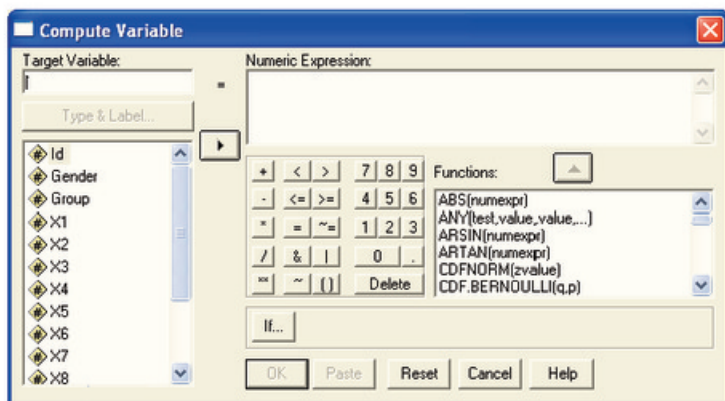 Compute Variable
Target Variable:
=
Numeric Expression:
Type & Label...
Id
Gender
Group
X1
X2
X3
X4
X5
X6
X7
X8
+ < > 7 8 9
- <= >= 4 5 6
* = ~= 1 2 3
/ & | 0 .
** ~ () Delete
Functions:
ABS(numexpr)
ANY(test,value,value,...)
ARSIN(numexpr)
ARTAN(numexpr)
CDFNORM(zvalue)
CDF.BERNOULLI(q,p)
If...
OK Paste Reset Cancel Help